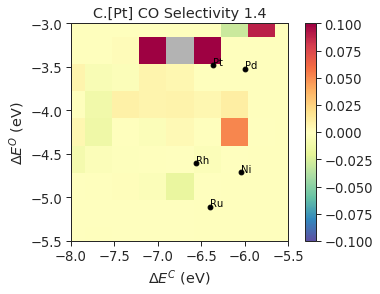 C.[Pt] CO Selectivity 1.4
−3.0
−3.5
−4.0
−4.5
−5.0
−5.5
ΔE^O (eV)
Pt
Pd
Rh
Ni
Ru
−8.0 −7.5 −7.0 −6.5 −6.0 −5.5
ΔE^C (eV)
0.100
0.075
0.050
0.025
0.000
−0.025
−0.050
−0.075
−0.100